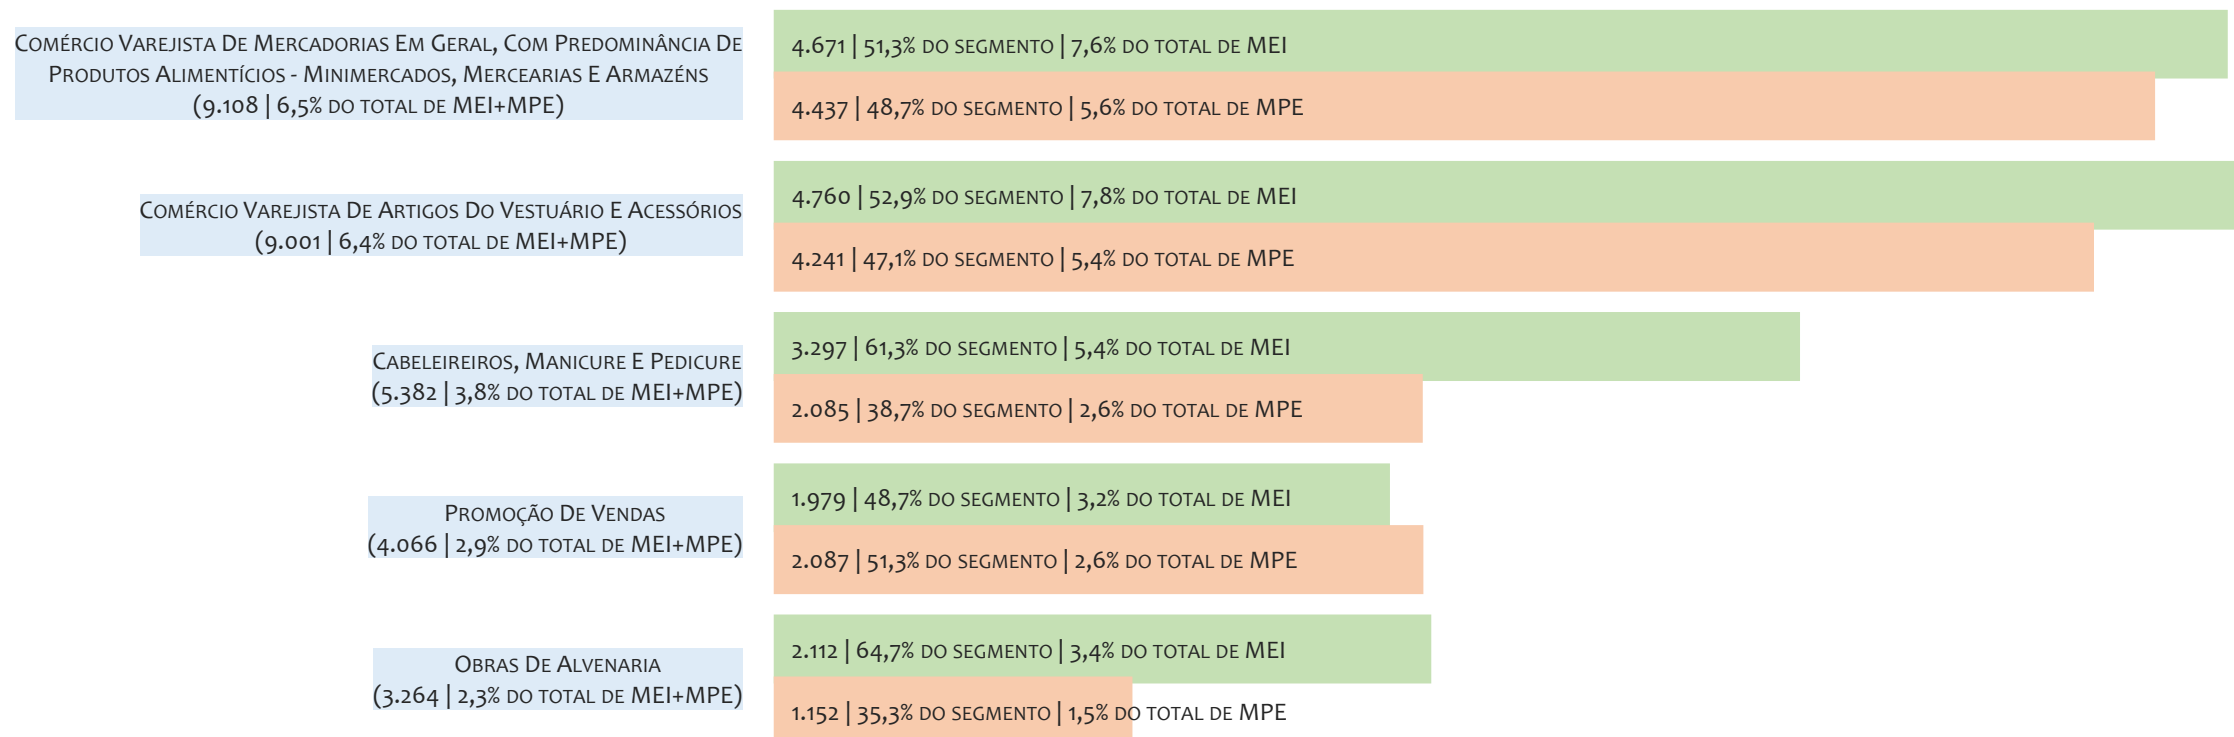 Comércio Varejista De Mercadorias Em Geral, Com Predominância De
Produtos Alimentícios - Minimercados, Mercearias E Armazéns
(9.108 | 6,5% do total de MEI+MPE)
4.671 | 51,3% do segmento | 7,6% do total de MEI
4.437 | 48,7% do segmento | 5,6% do total de MPE
Comércio Varejista De Artigos Do Vestuário E Acessórios
(9.001 | 6,4% do total de MEI+MPE)
4.760 | 52,9% do segmento | 7,8% do total de MEI
4.241 | 47,1% do segmento | 5,4% do total de MPE
Cabeleireiros, Manicure E Pedicure
(5.382 | 3,8% do total de MEI+MPE)
3.297 | 61,3% do segmento | 5,4% do total de MEI
2.085 | 38,7% do segmento | 2,6% do total de MPE
Promoção De Vendas
(4.066 | 2,9% do total de MEI+MPE)
1.979 | 48,7% do segmento | 3,2% do total de MEI
2.087 | 51,3% do segmento | 2,6% do total de MPE
Obras De Alvenaria
(3.264 | 2,3% do total de MEI+MPE)
2.112 | 64,7% do segmento | 3,4% do total de MEI
1.152 | 35,3% do segmento | 1,5% do total de MPE